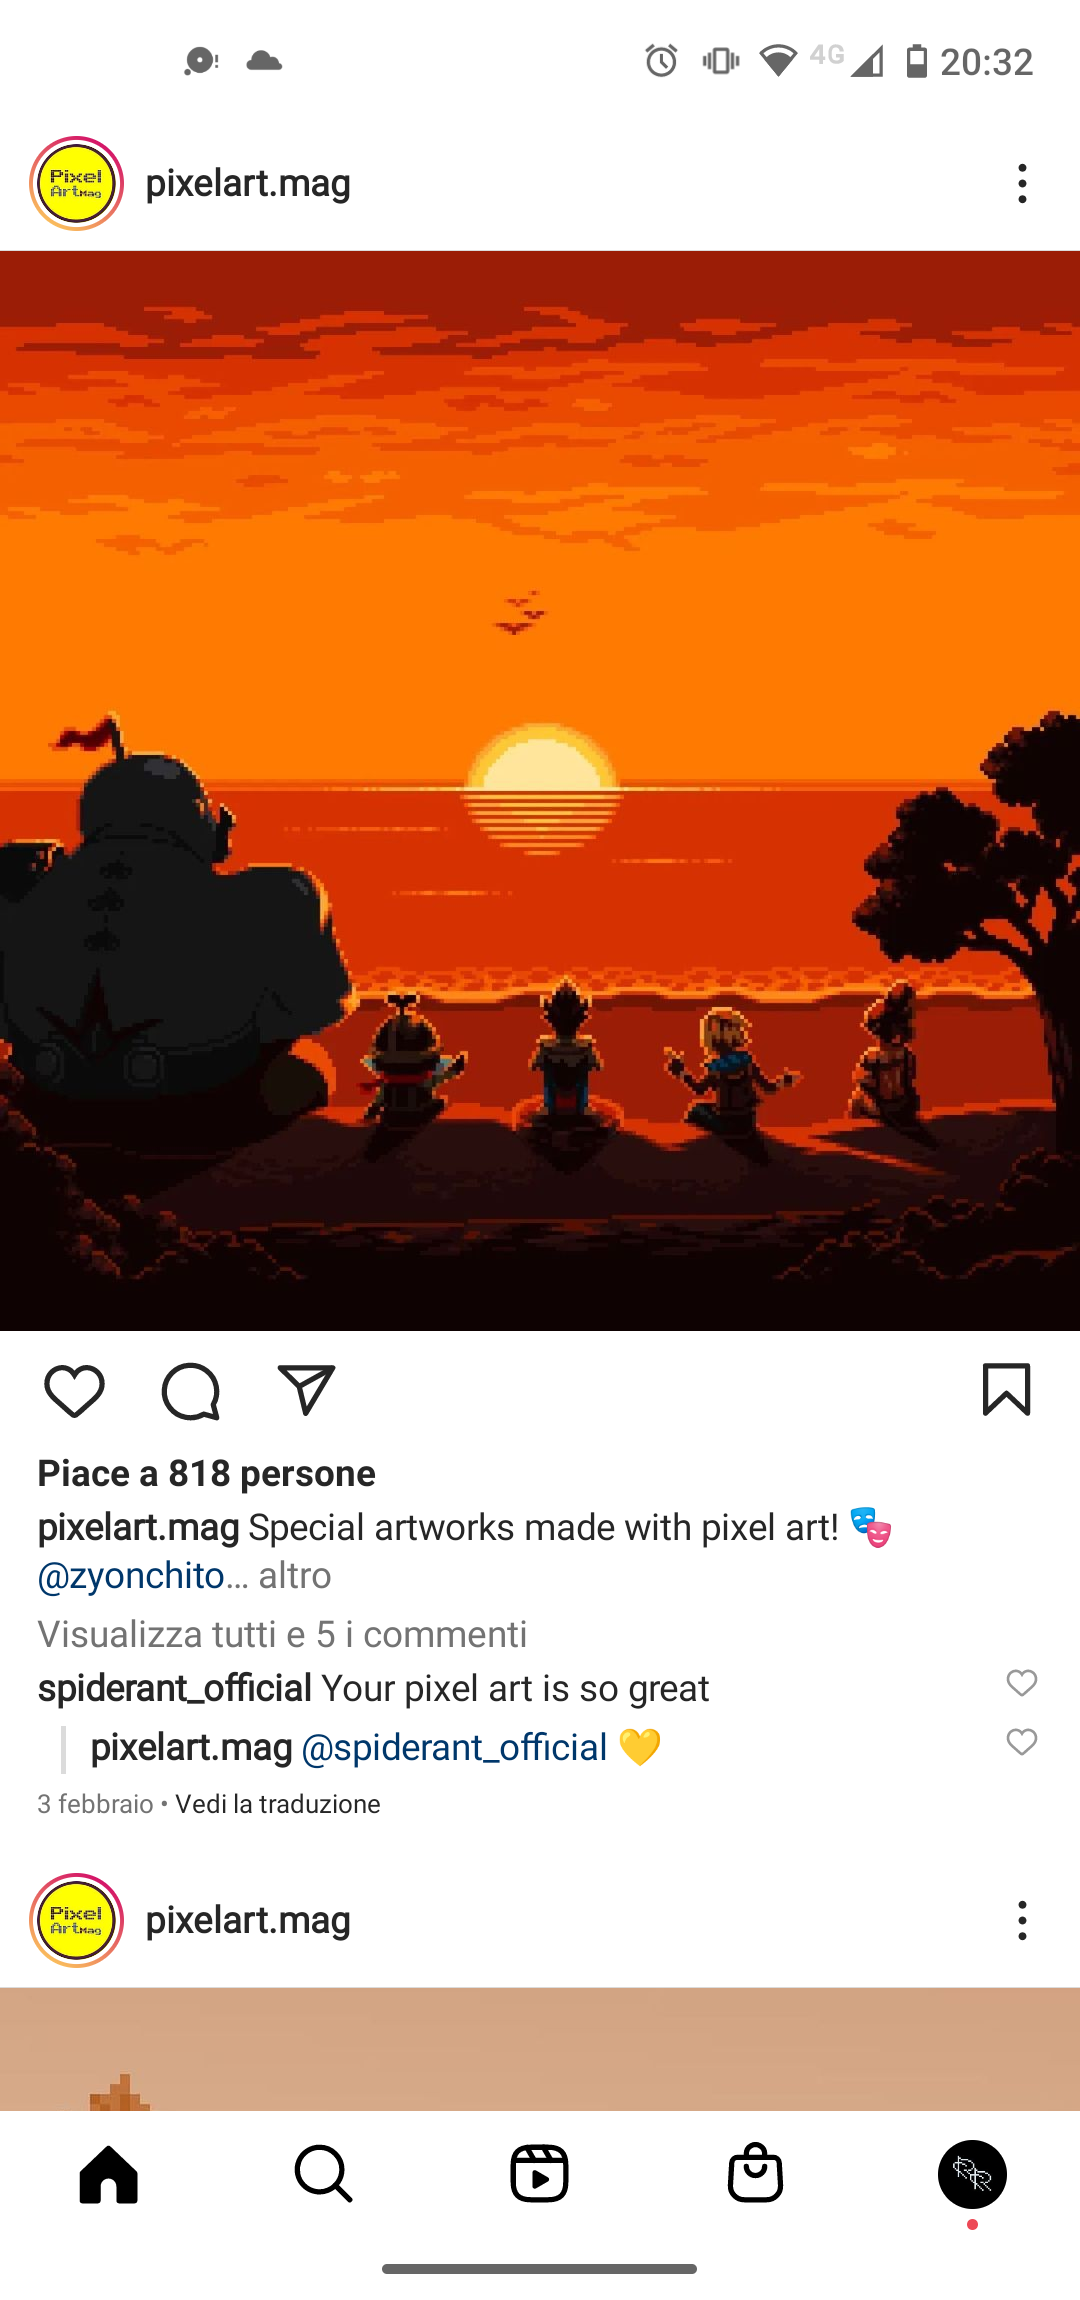 4G 20:32
Pixel
ArtMag
pixelart.mag
Piace a 818 persone
pixelart.mag Special artworks made with pixel art! 🎭
@zyonchito... altro
Visualizza tutti e 5 i commenti
spiderant_official Your pixel art is so great
pixelart.mag @spiderant_official 💛
3 febbraio • Vedi la traduzione
Pixel
ArtMag
pixelart.mag
RR